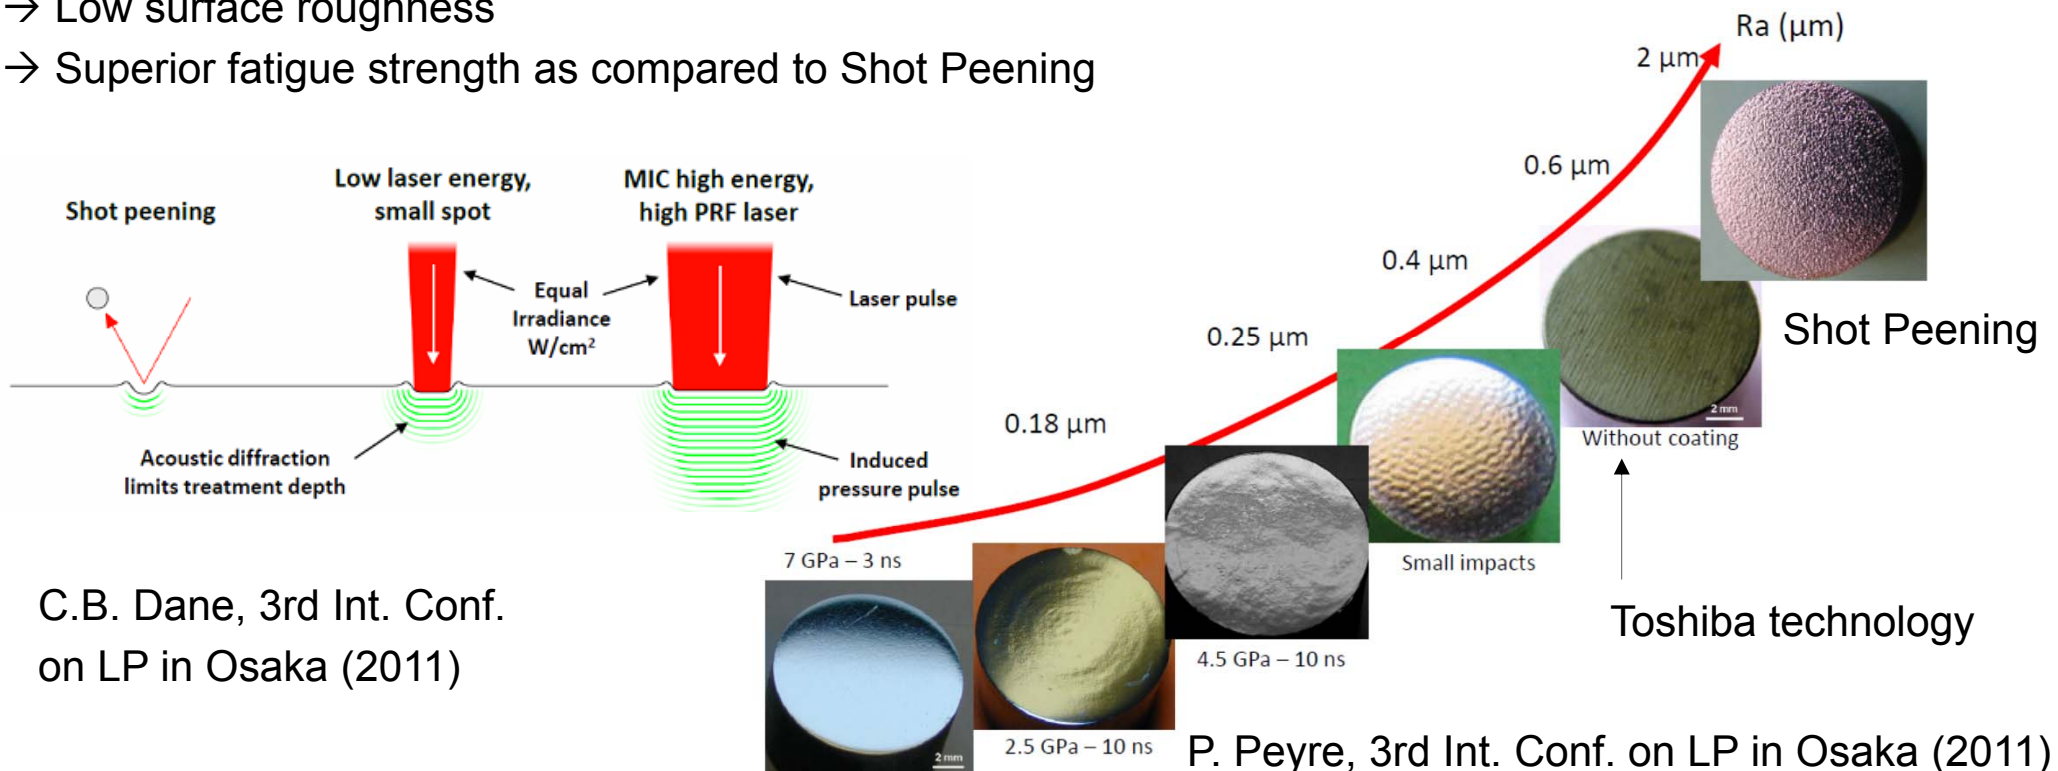 → Low surface roughness
→ Superior fatigue strength as compared to Shot Peening
Shot peening
Low laser energy,
small spot
MIC high energy,
high PRF laser
Equal
Irradiance
W/cm²
Laser pulse
Acoustic diffraction
limits treatment depth
Induced
pressure pulse
C.B. Dane, 3rd Int. Conf.
on LP in Osaka (2011)
Ra (µm)
2 µm
0.6 µm
0.4 µm
0.25 µm
0.18 µm
Shot Peening
2 mm
Without coating
Small impacts
Toshiba technology
4.5 GPa – 10 ns
7 GPa – 3 ns
2 mm
2.5 GPa – 10 ns
P. Peyre, 3rd Int. Conf. on LP in Osaka (2011)